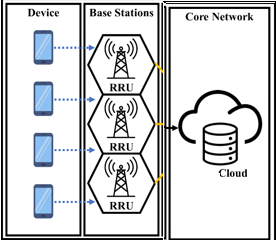 Device
Base Stations
Core Network
RRU
RRU
RRU
Cloud